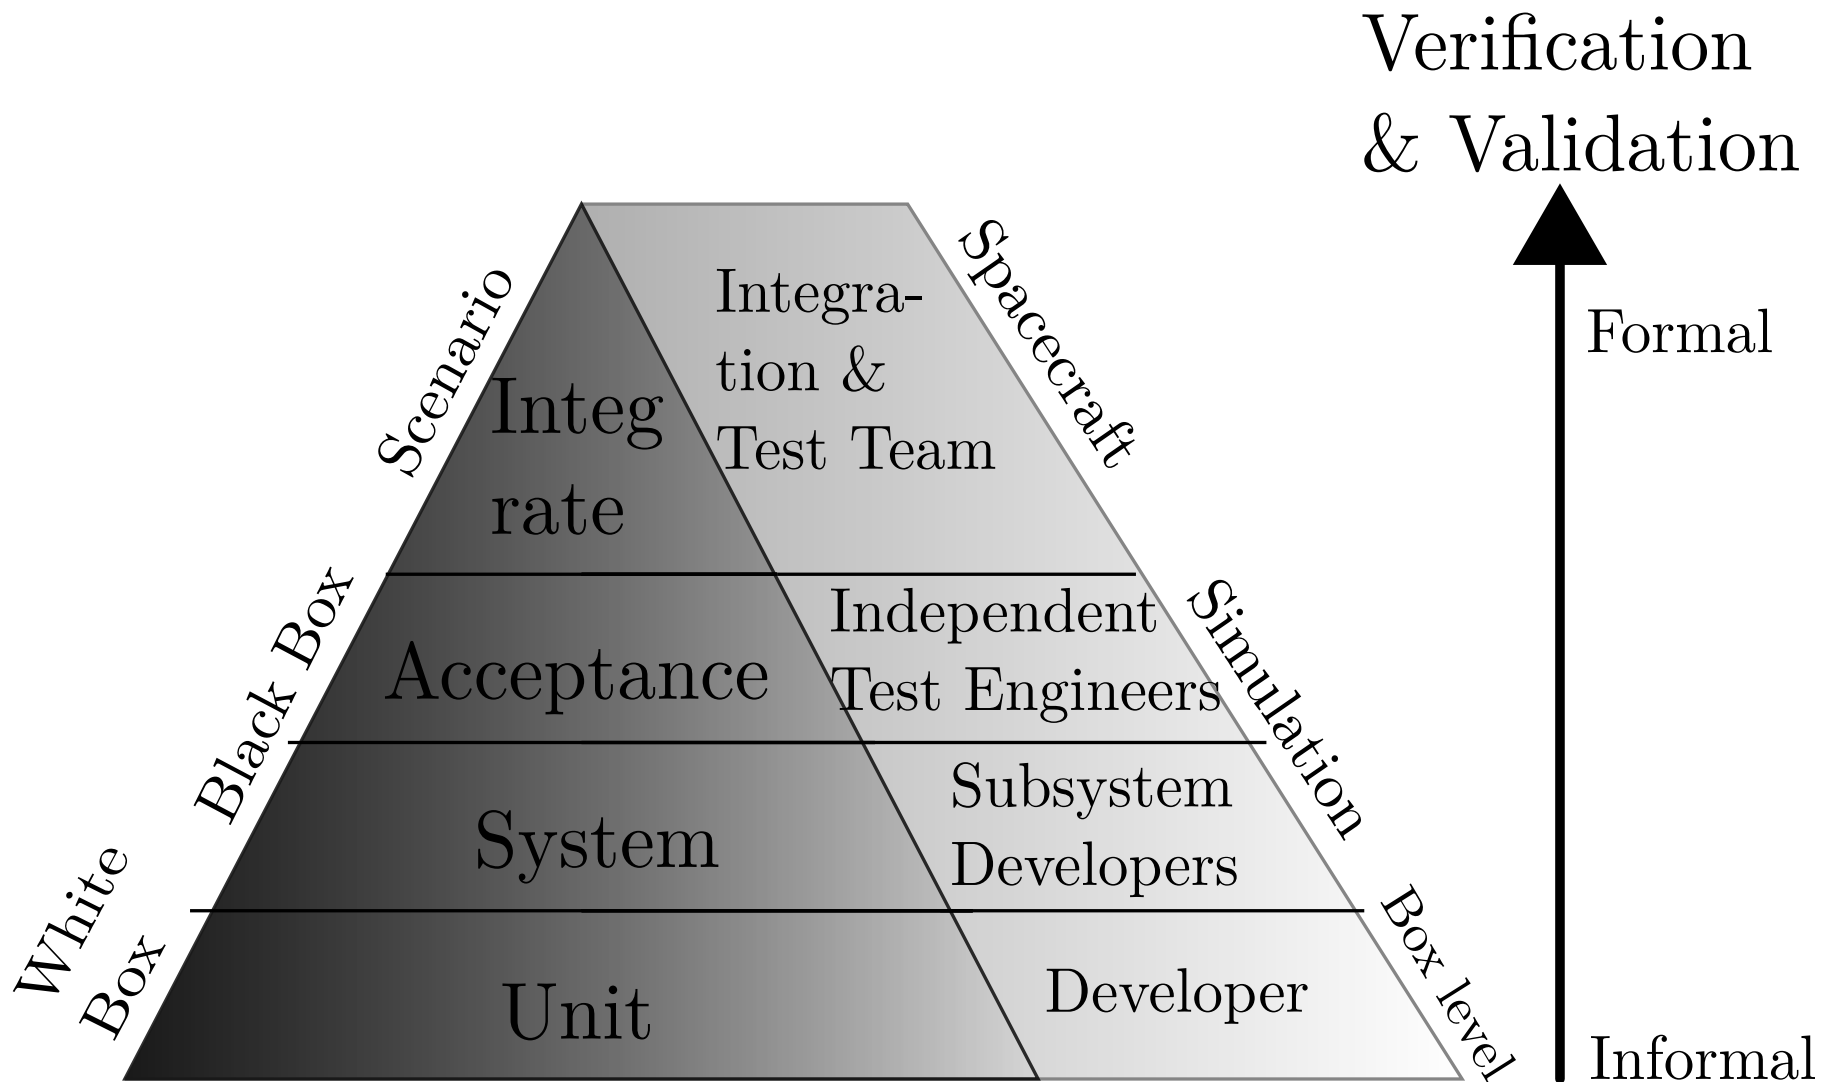 Verification
& Validation
Formal
Informal
Scenario
Black Box
White
Box
Integ
rate
Acceptance
System
Unit
Integra-
tion &
Test Team
Independent
Test Engineers
Subsystem
Developers
Developer
Spacecraft
Simulation
Box level